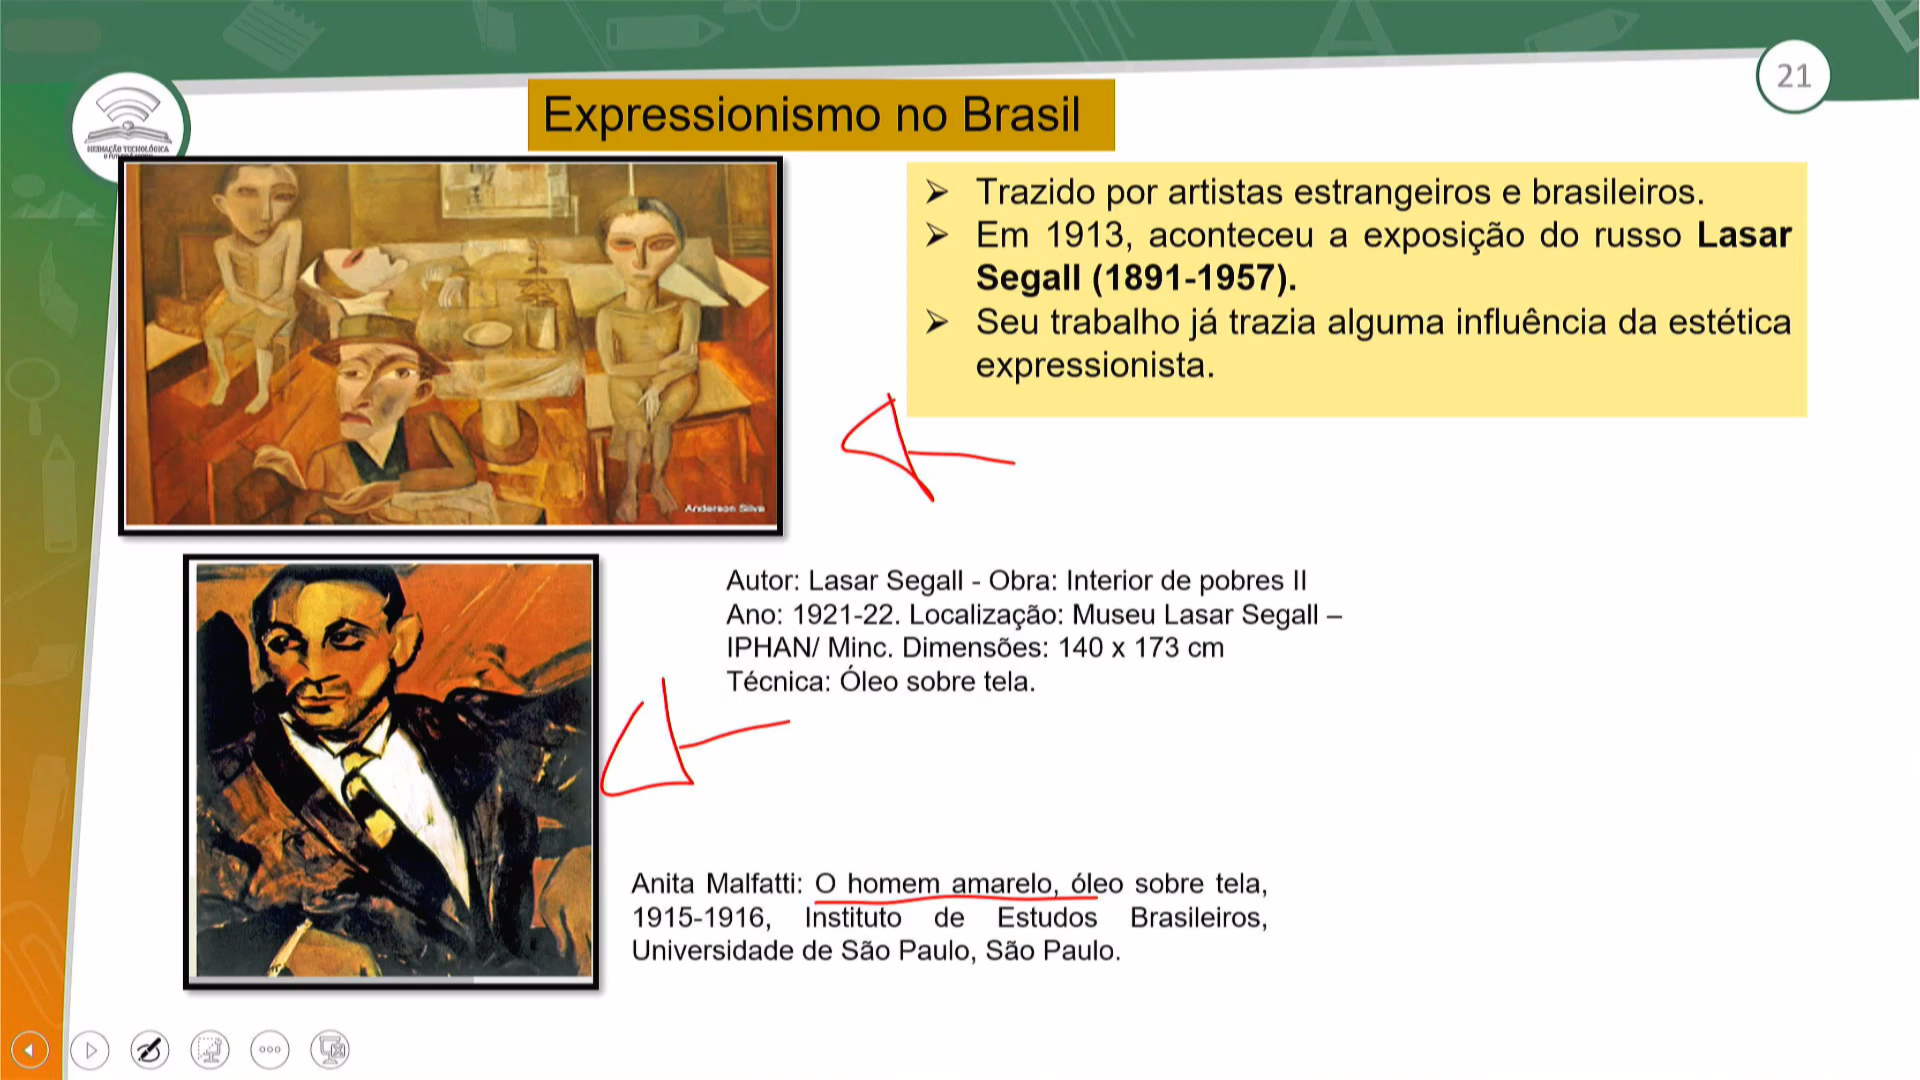 21
Expressionismo no Brasil
MEDIAÇÃO TECNOLÓGICA
➢ Trazido por artistas estrangeiros e brasileiros.
➢ Em 1913, aconteceu a exposição do russo Lasar
Segall (1891-1957).
➢ Seu trabalho já trazia alguma influência da estética
expressionista.
Anderson Silva
Autor: Lasar Segall - Obra: Interior de pobres II
Ano: 1921-22. Localização: Museu Lasar Segall –
IPHAN/ Minc. Dimensões: 140 x 173 cm
Técnica: Óleo sobre tela.
Anita Malfatti: O homem amarelo, óleo sobre tela,
1915-1916, Instituto de Estudos Brasileiros,
Universidade de São Paulo, São Paulo.